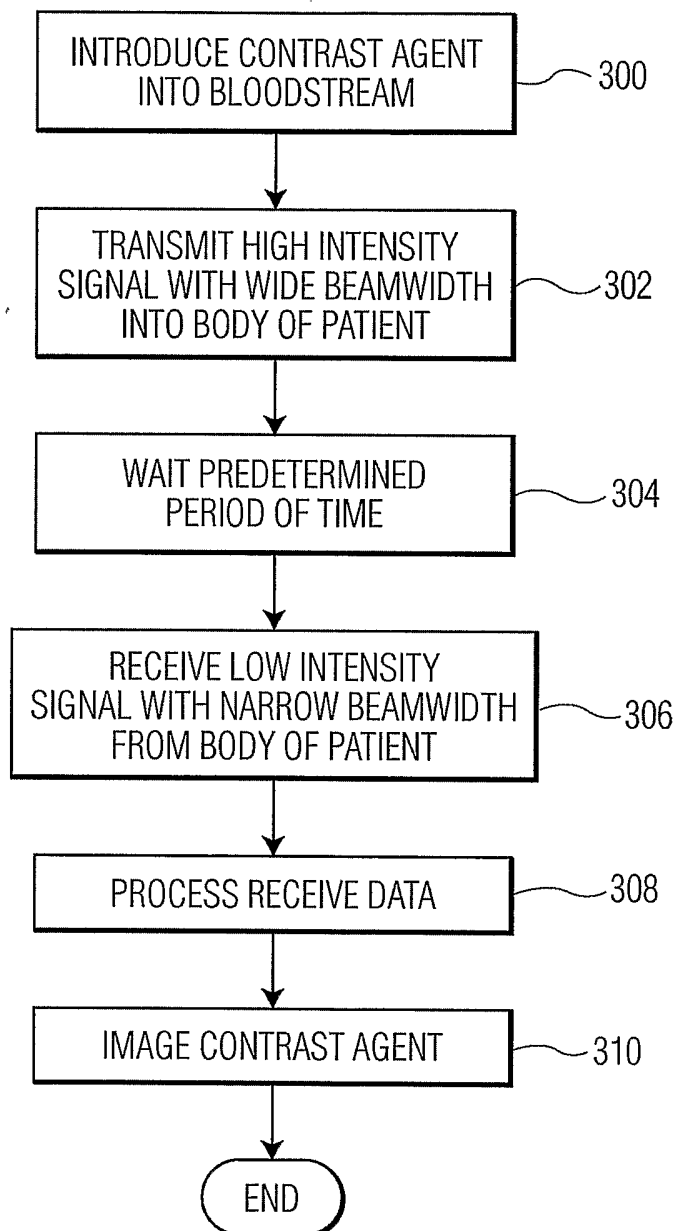 INTRODUCE CONTRAST AGENT
INTO BLOODSTREAM
300
TRANSMIT HIGH INTENSITY
SIGNAL WITH WIDE BEAMWIDTH
INTO BODY OF PATIENT
302
WAIT PREDETERMINED
PERIOD OF TIME
304
RECEIVE LOW INTENSITY
SIGNAL WITH NARROW BEAMWIDTH
FROM BODY OF PATIENT
306
PROCESS RECEIVE DATA
308
IMAGE CONTRAST AGENT
310
END